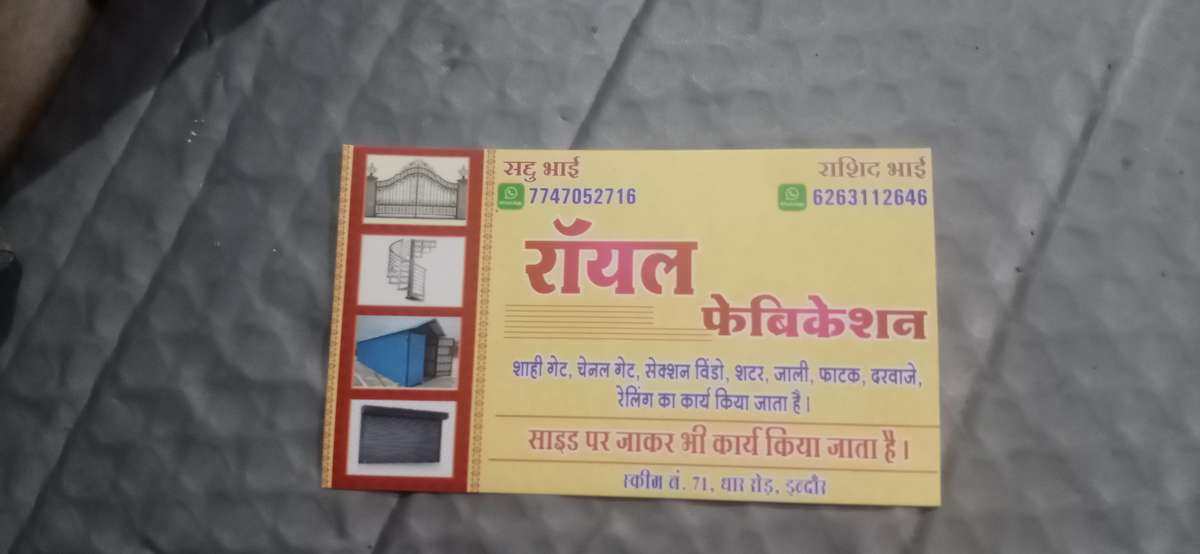 सद्दु भाई
7747052716
राशिद भाई
6263112646
रॉयल
फेब्रिकेशन
शाही गेट, चेनल गेट, सेक्शन विंडो, शटर, जाली, फाटक, दरवाजे,
रेलिंग का कार्य किया जाता है।
साइड पर जाकर भी कार्य किया जाता है।
स्कीम नं. 71, धार रोड़, इन्दौर